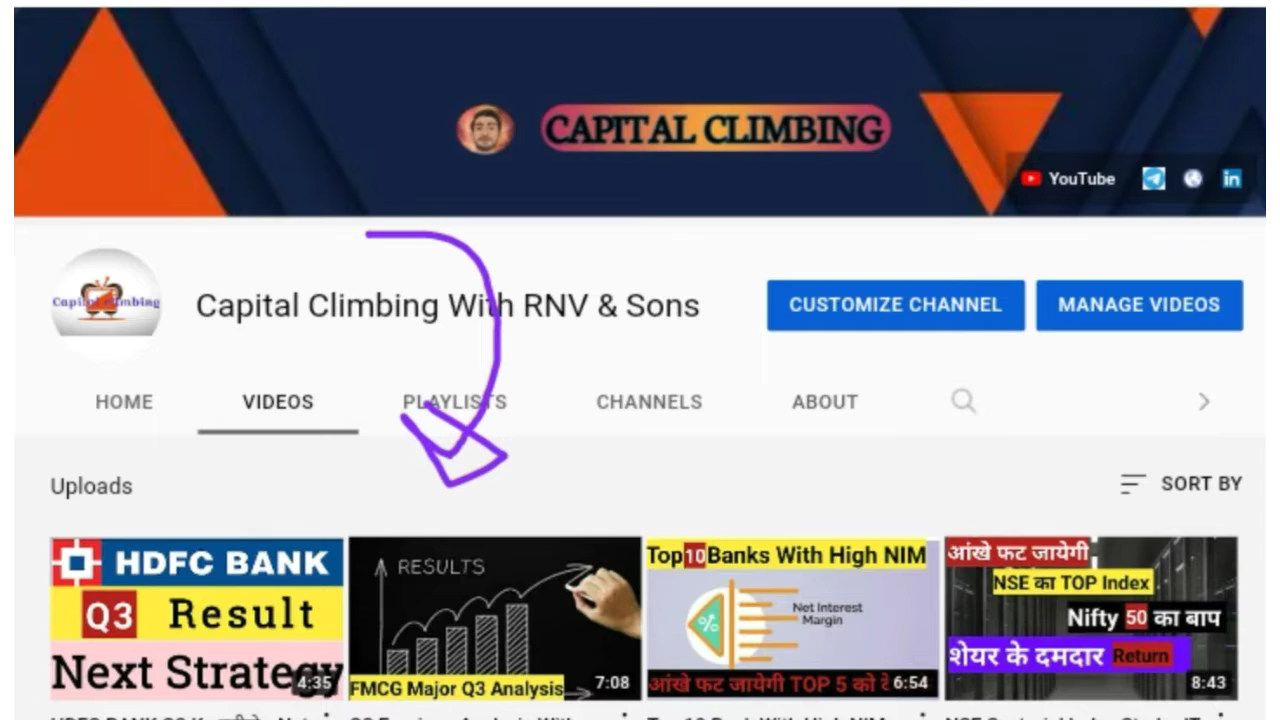 CAPITAL CLIMBING
YouTube
Capital Climbing With RNV & Sons
CUSTOMIZE CHANNEL
MANAGE VIDEOS
HOME
VIDEOS
PLAYLISTS
CHANNELS
ABOUT
Uploads
SORT BY
HDFC BANK
Q3 Result
Next Strategy
4:35
RESULTS
FMCG Major Q3 Analysis
7:08
Top 10 Banks With High NIM
Net Interest
Margin
आंखे फट जायेगी TOP 5 को
6:54
आंखे फट जायेगी
NSE का TOP Index
Nifty 50 का बाप
शेयर के दमदार Return
8:43